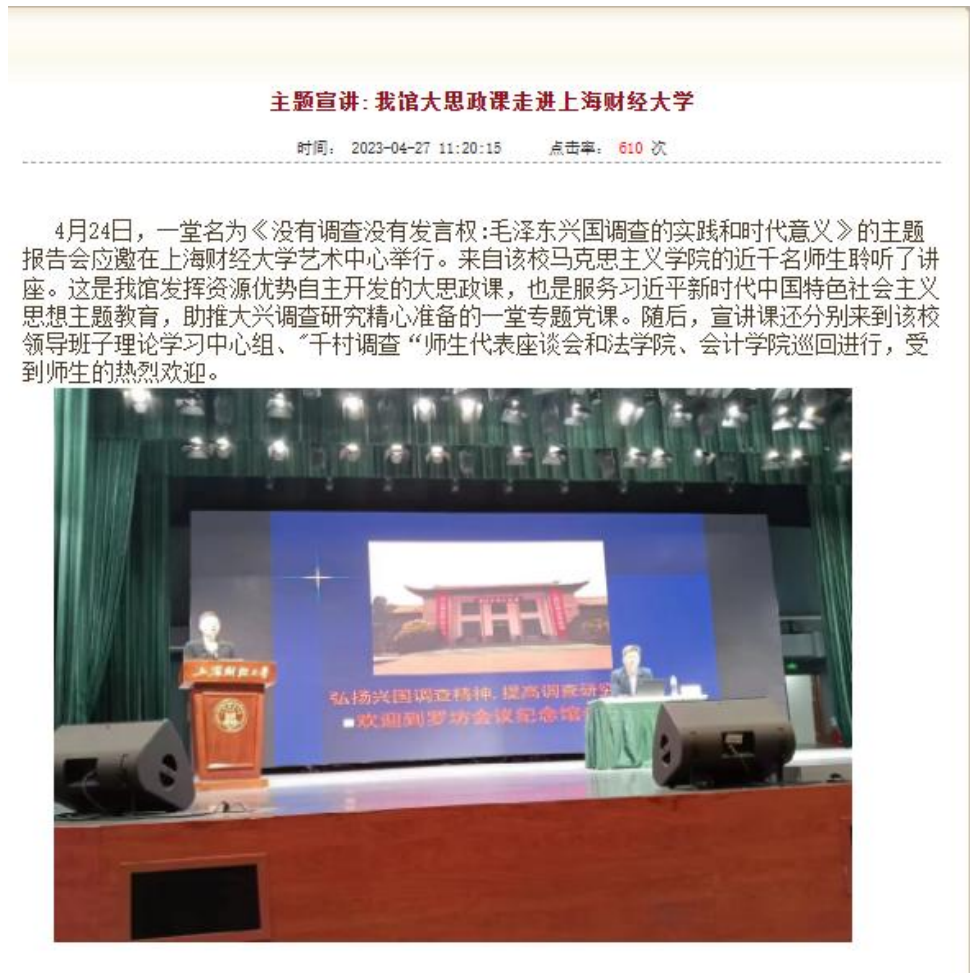 主题宣讲:我馆大思政课走进上海财经大学
时间: 2023-04-27 11:20:15 点击率: 610 次
4月24日，一堂名为《没有调查没有发言权:毛泽东兴国调查的实践和时代意义》的主题
报告会应邀在上海财经大学艺术中心举行。来自该校马克思主义学院的近千名师生聆听了讲
座。这是我馆发挥资源优势自主开发的大思政课，也是服务习近平新时代中国特色社会主义
思想主题教育，助推大兴调查研究精心准备的一堂专题党课。随后，宣讲课还分别来到该校
领导班子理论学习中心组、"千村调查“师生代表座谈会和法学院、会计学院巡回进行，受
到师生的热烈欢迎。
弘扬兴国调查精神,提高调查研究
欢迎到罗坊会议纪念馆
上海财经大学